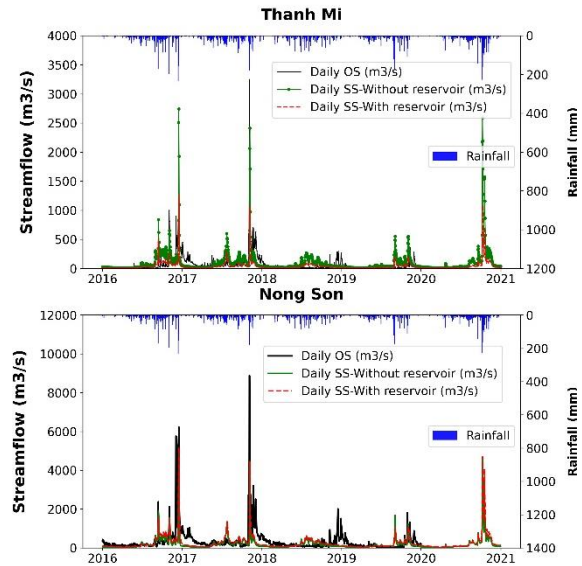 Thanh Mi
4000
3500
3000
2500
2000
1500
1000
500
0
Streamflow (m3/s)
Daily OS (m3/s)
Daily SS-Without reservoir (m3/s)
Daily SS-With reservoir (m3/s)
Rainfall
0
200
400
600
800
1000
1200
Rainfall (mm)
2016 2017 2018 2019 2020 2021
Nong Son
12000
10000
8000
6000
4000
2000
0
Streamflow (m3/s)
Daily OS (m3/s)
Daily SS-Without reservoir (m3/s)
Daily SS-With reservoir (m3/s)
Rainfall
0
200
400
600
800
1000
1200
1400
Rainfall (mm)
2016 2017 2018 2019 2020 2021